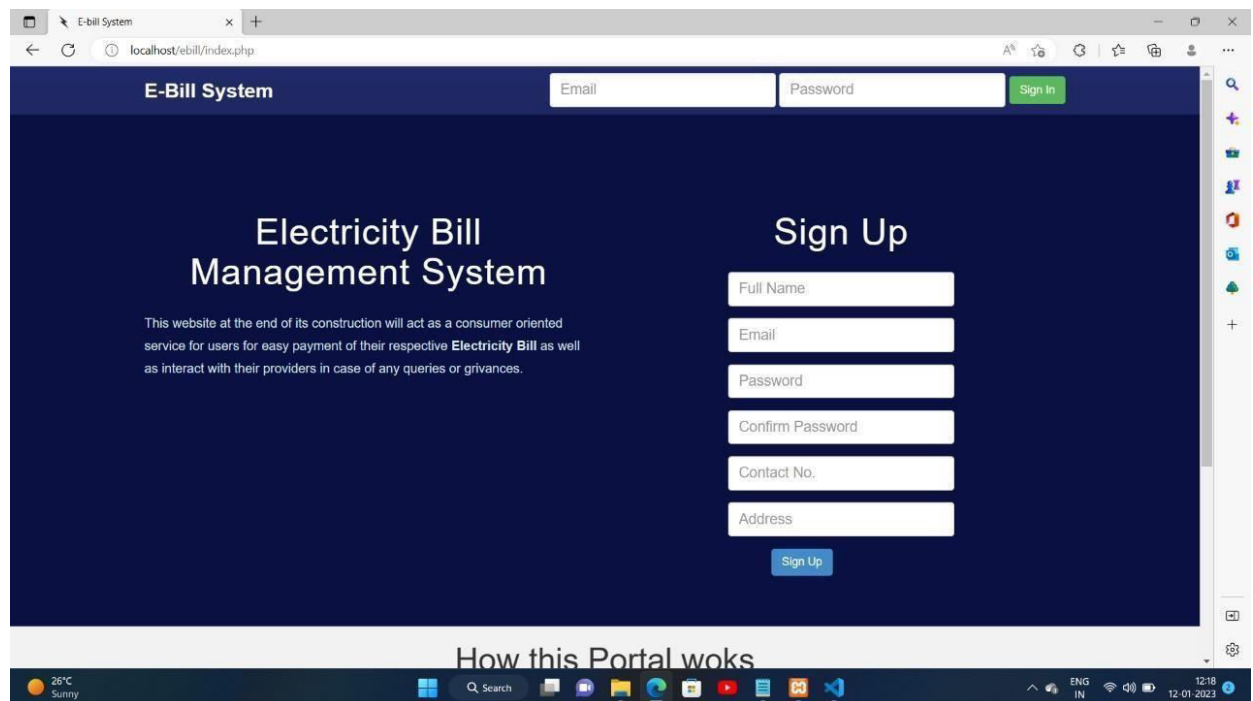 E-bill System
localhost/ebill/index.php
E-Bill System
Email
Password
Sign In
Electricity Bill
Management System
This website at the end of its construction will act as a consumer oriented
service for users for easy payment of their respective Electricity Bill as well
as interact with their providers in case of any queries or grivances.
Sign Up
Full Name
Email
Password
Confirm Password
Contact No.
Address
Sign Up
How this Portal woks
26°C
Sunny
Search
ENG
IN
12:18
12-01-2023
2